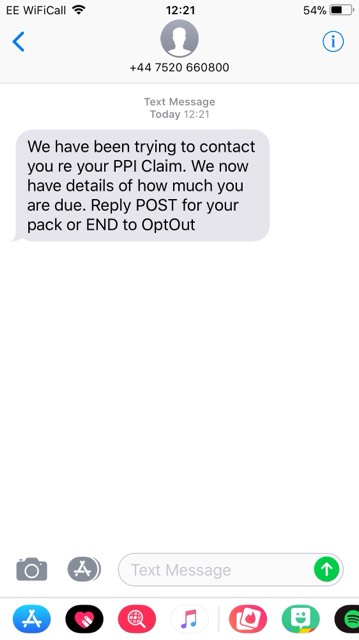 EE WiFiCall 12:21 54%
+44 7520 660800
Text Message
Today 12:21
We have been trying to contact
you re your PPI Claim. We now
have details of how much you
are due. Reply POST for your
pack or END to OptOut
Text Message